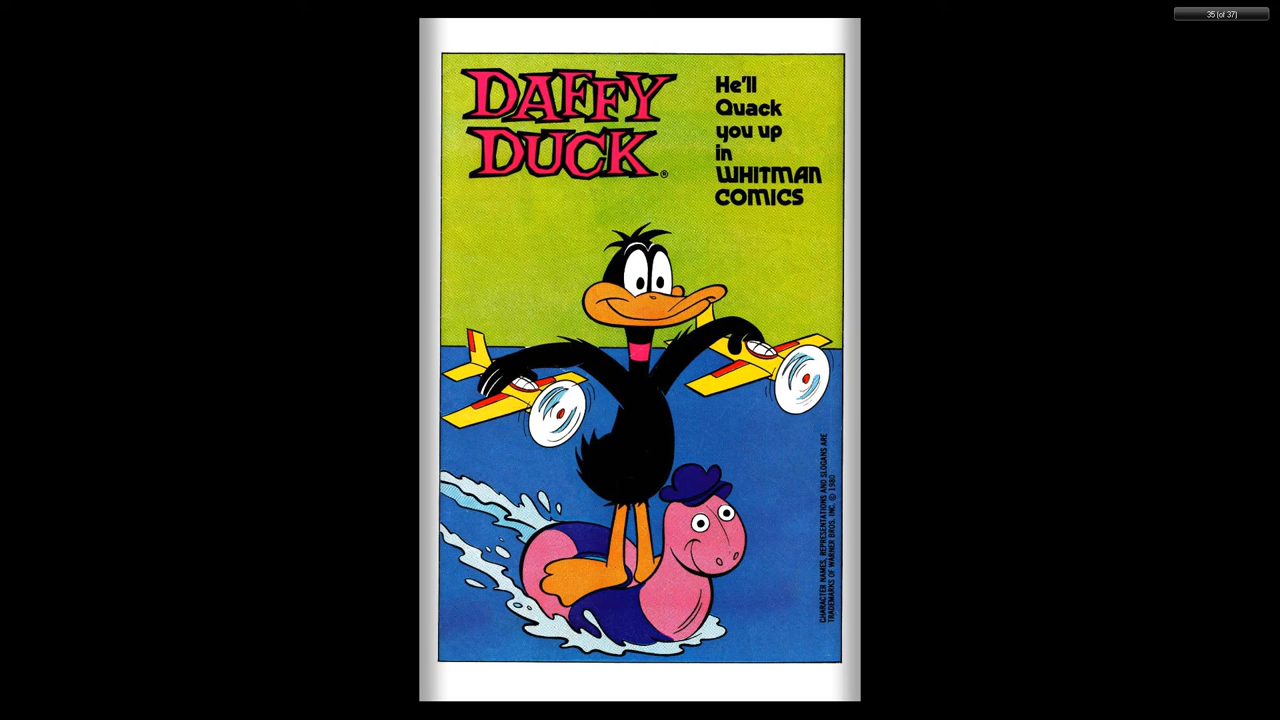 35 (of 37)
DAFFY
DUCK®
He'll
Quack
you up
in
WHITMAN
COMICS
CHARACTER NAMES, REPRESENTATIONS AND SLOGANS ARE
TRADEMARKS OF WARNER BROS. INC. © 1980